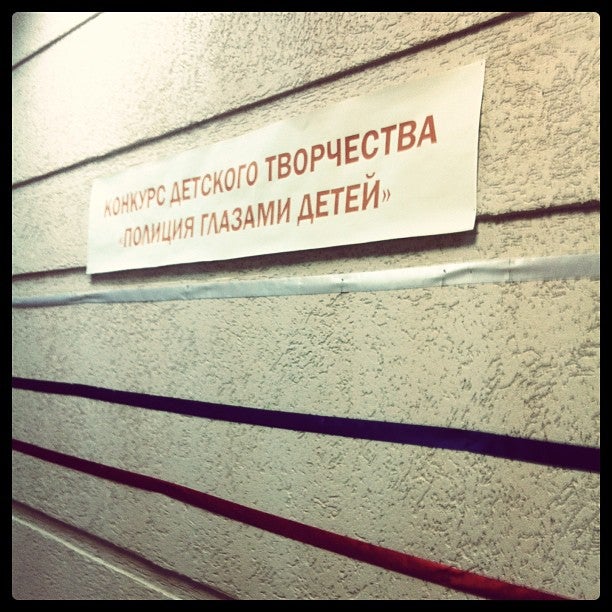 КОНКУРС ДЕТСКОГО ТВОРЧЕСТВА
«ПОЛИЦИЯ ГЛАЗАМИ ДЕТЕЙ»